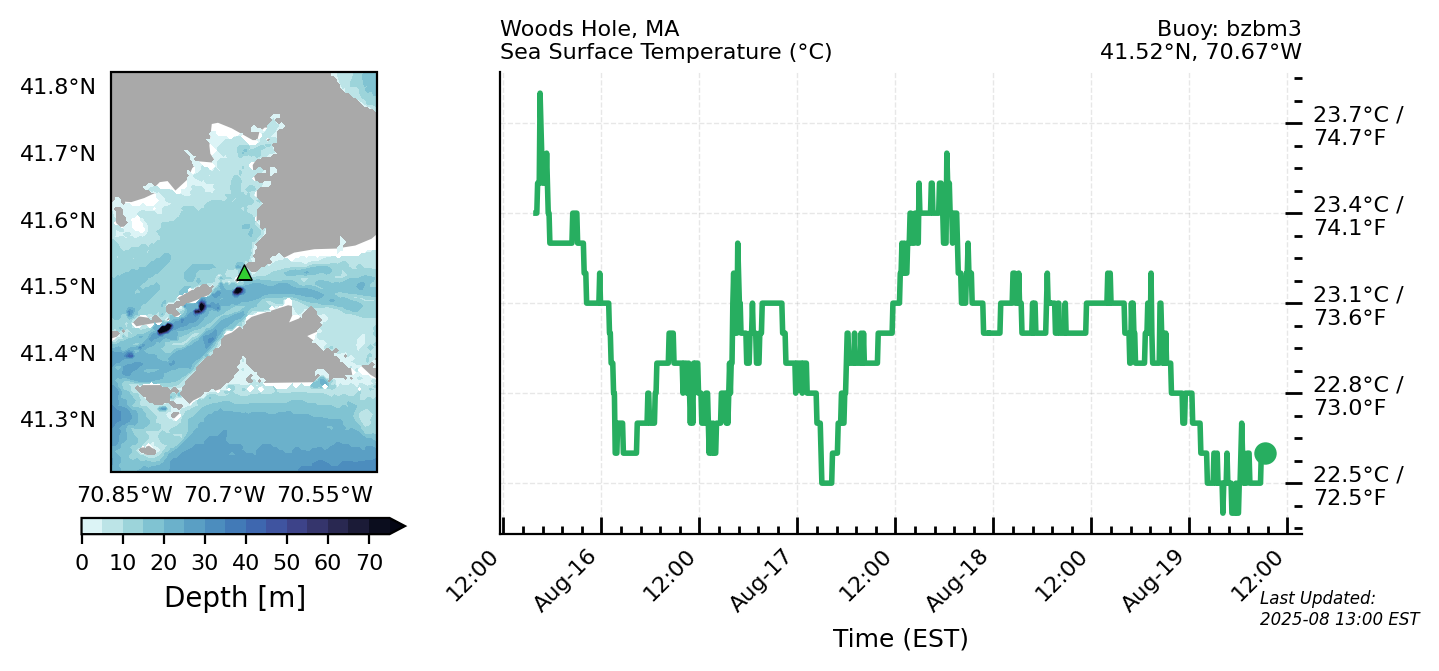 Woods Hole, MA
Sea Surface Temperature (°C)
Buoy: bzbm3
41.52°N, 70.67°W
41.8°N
41.7°N
41.6°N
41.5°N
41.4°N
41.3°N
70.85°W 70.7°W 70.55°W
0 10 20 30 40 50 60 70
Depth [m]
23.7°C /
74.7°F
23.4°C /
74.1°F
23.1°C /
73.6°F
22.8°C /
73.0°F
22.5°C /
72.5°F
12:00 Aug-16 12:00 Aug-17 12:00 Aug-18 12:00 Aug-19 12:00
Time (EST)
Last Updated:
2025-08 13:00 EST